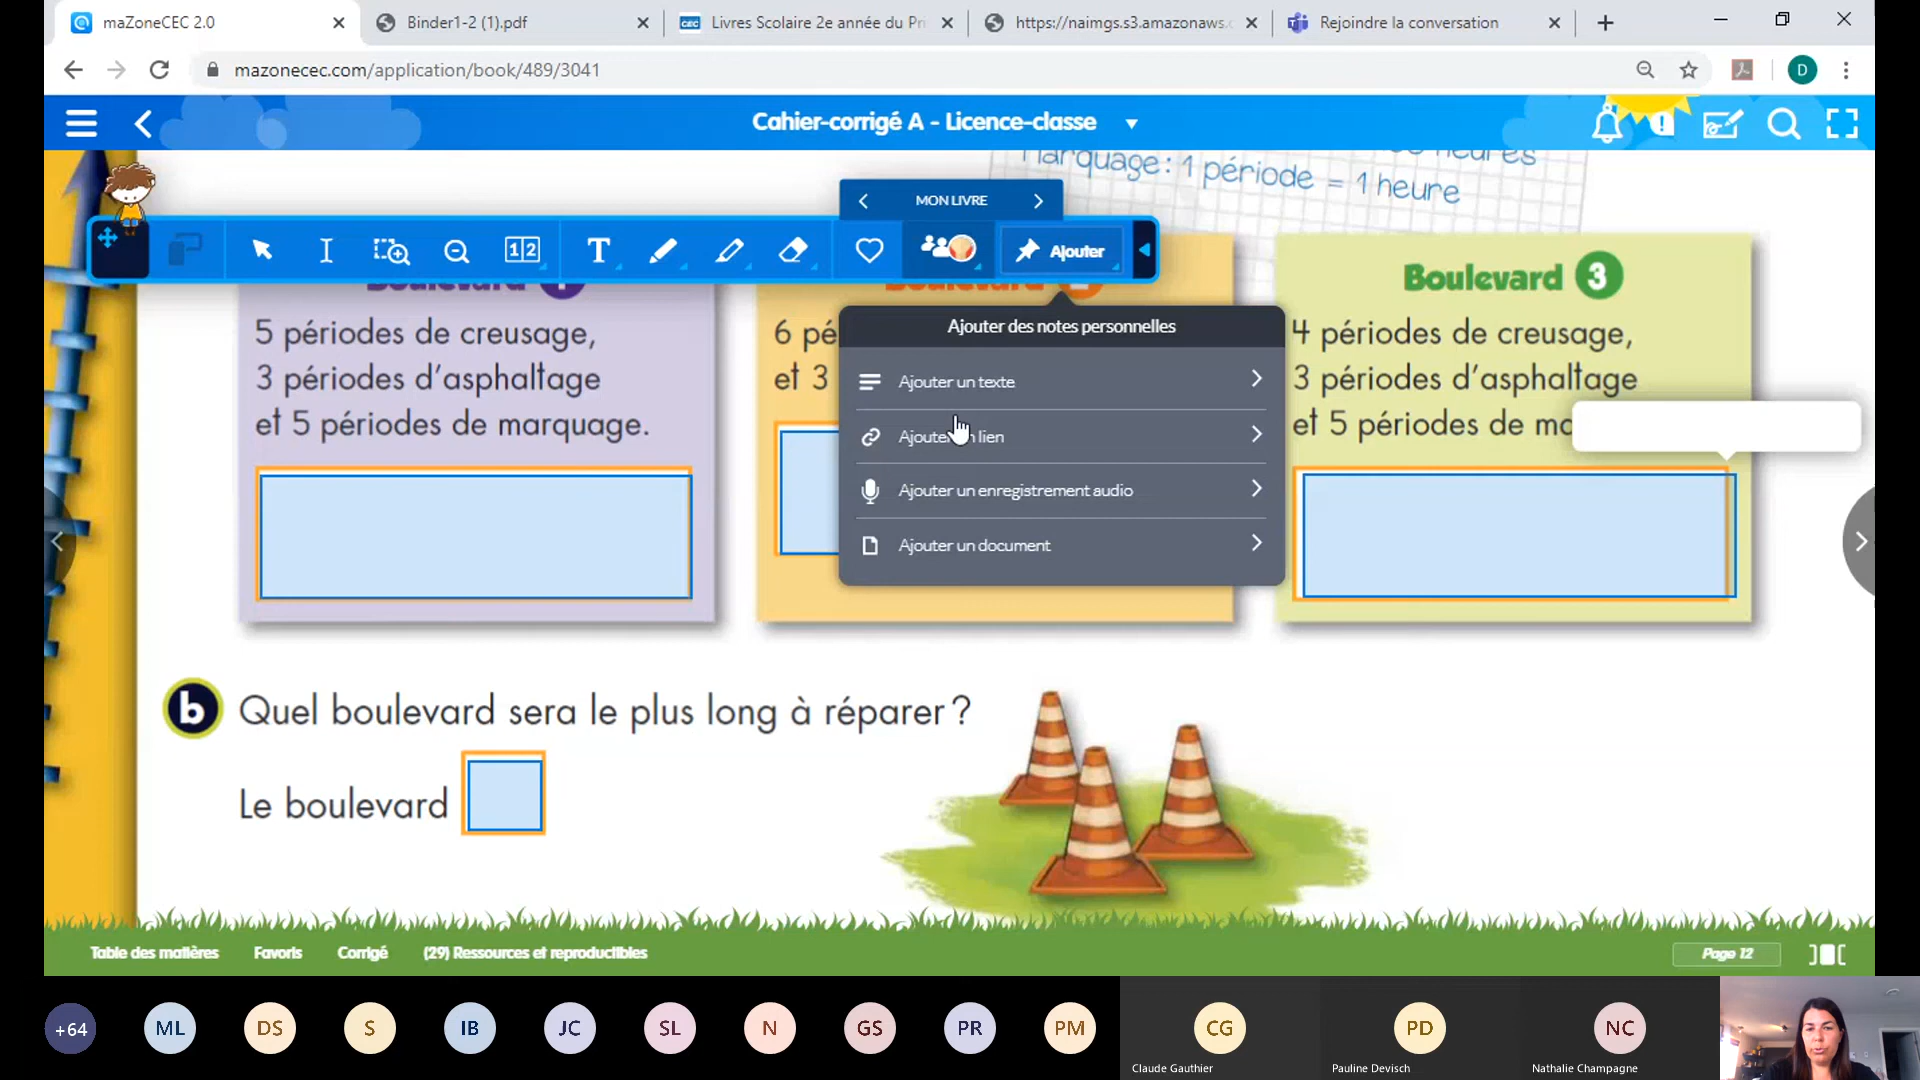 maZoneCEC 2.0
Binder1-2 (1).pdf
Livres Scolaire 2e année du Pr
https://naimgs.s3.amazonaws.
Rejoindre la conversation
mazonecec.com/application/book/489/3041
D
Cahier-corrigé A - Licence-classe
heures
Marquage : 1 période = 1 heure
MON LIVRE
1 2
T
Ajouter
Boulevard 3
5 périodes de creusage,
3 périodes d'asphaltage
et 5 périodes de marquage.
6 pé
et 3
Ajouter des notes personnelles
Ajouter un texte
Ajouter un lien
Ajouter un enregistrement audio
Ajouter un document
4 périodes de creusage,
3 périodes d'asphaltage
et 5 périodes de ma
b Quel boulevard sera le plus long à réparer ?
Le boulevard
Table des matières
Favoris
Corrigé
(29) Ressources et reproductibles
Page 12
+64
ML
DS
S
IB
JC
SL
N
GS
PR
PM
CG
PD
NC
Claude Gauthier
Pauline Devisch
Nathalie Champagne